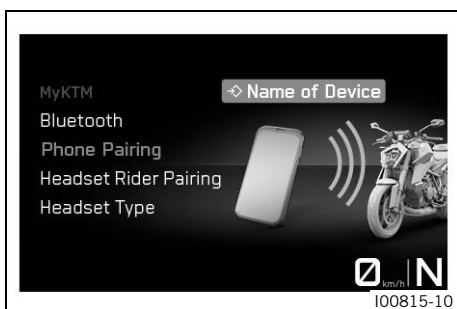 MyKTM
Name of Device
Bluetooth
Phone Pairing
Headset Rider Pairing
Headset Type
0 km/h N
I00815-10